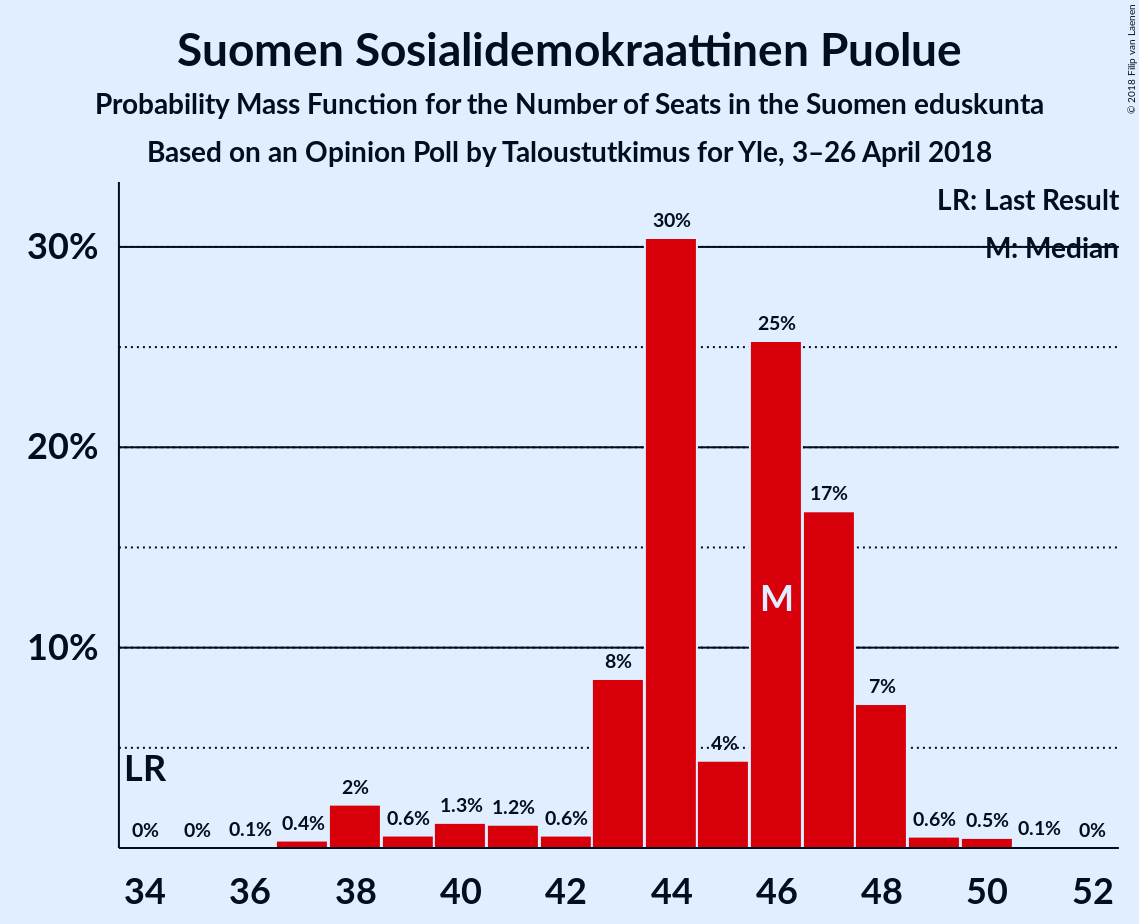 Suomen Sosialidemokraattinen Puolue
Probability Mass Function for the Number of Seats in the Suomen eduskunta
Based on an Opinion Poll by Taloustutkimus for Yle, 3–26 April 2018
© 2018 Filip van Laenen
LR: Last Result
M: Median
30%
20%
10%
LR
0%
0%
0.1%
0.4%
2%
0.6%
1.3%
1.2%
0.6%
8%
30%
4%
25%
M
17%
7%
0.6%
0.5%
0.1%
0%
34 36 38 40 42 44 46 48 50 52